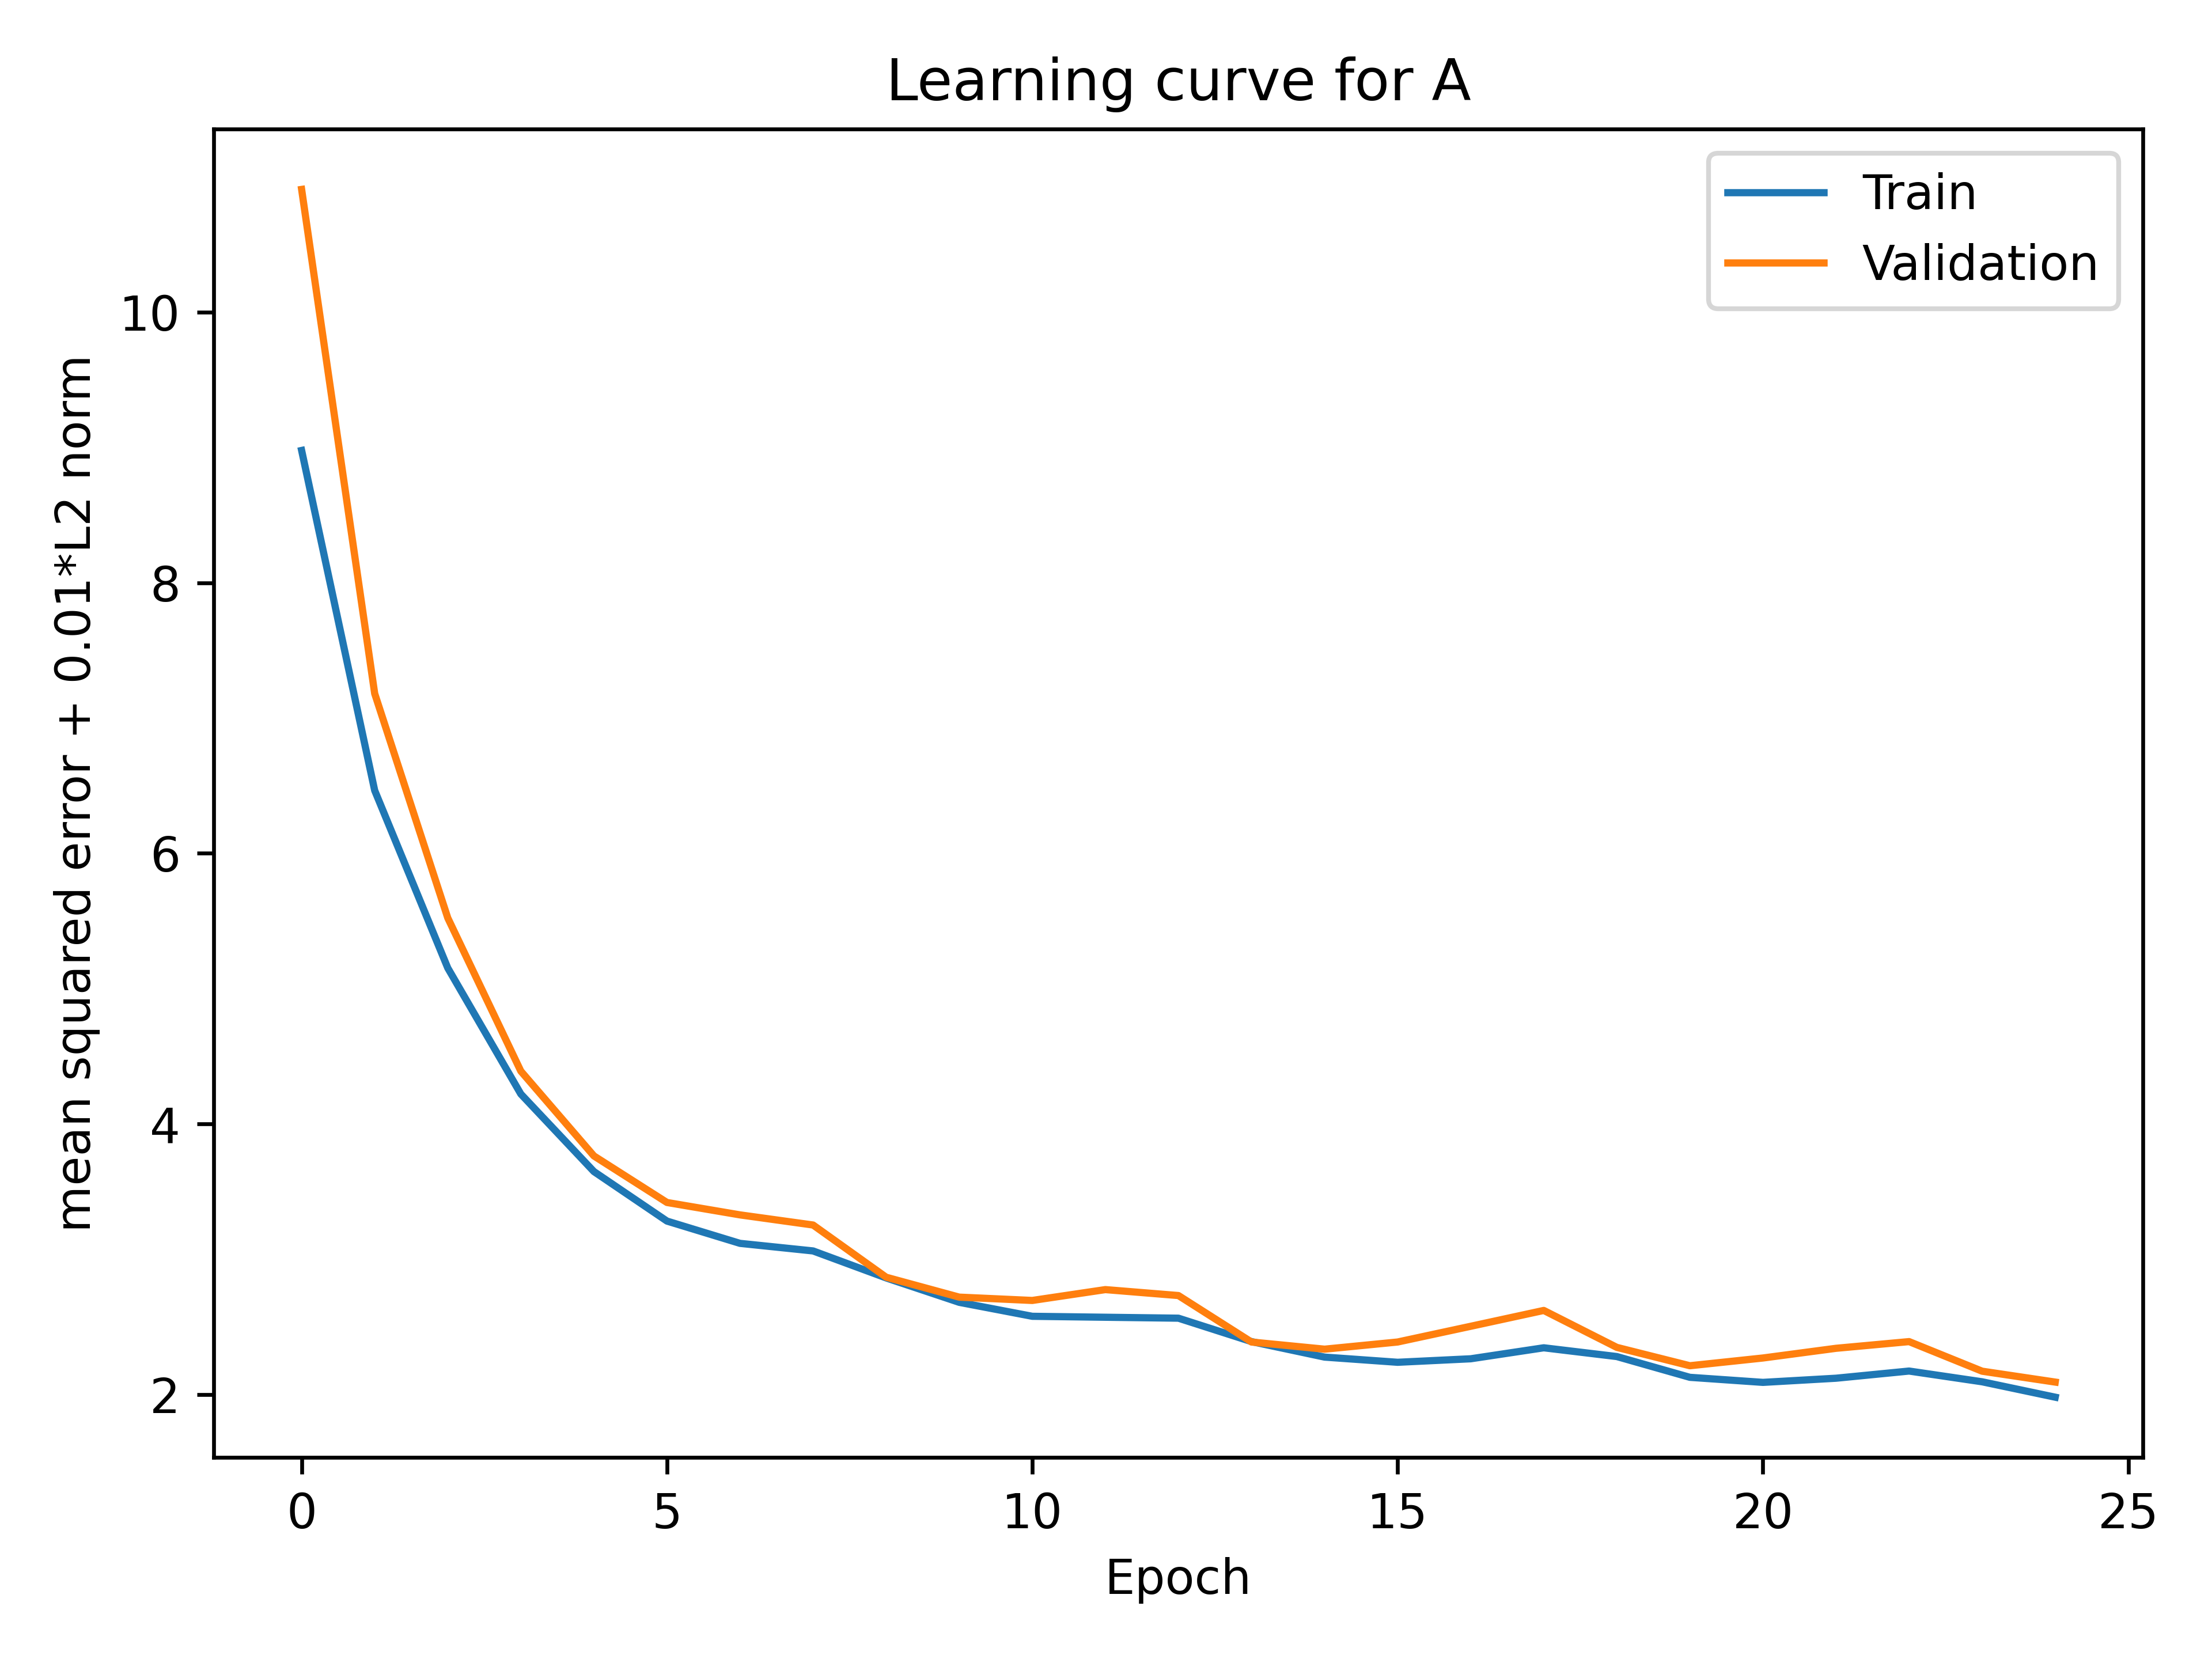 Learning curve for A
Train
Validation
10
8
6
4
2
mean squared error + 0.01*L2 norm
0 5 10 15 20 25
Epoch